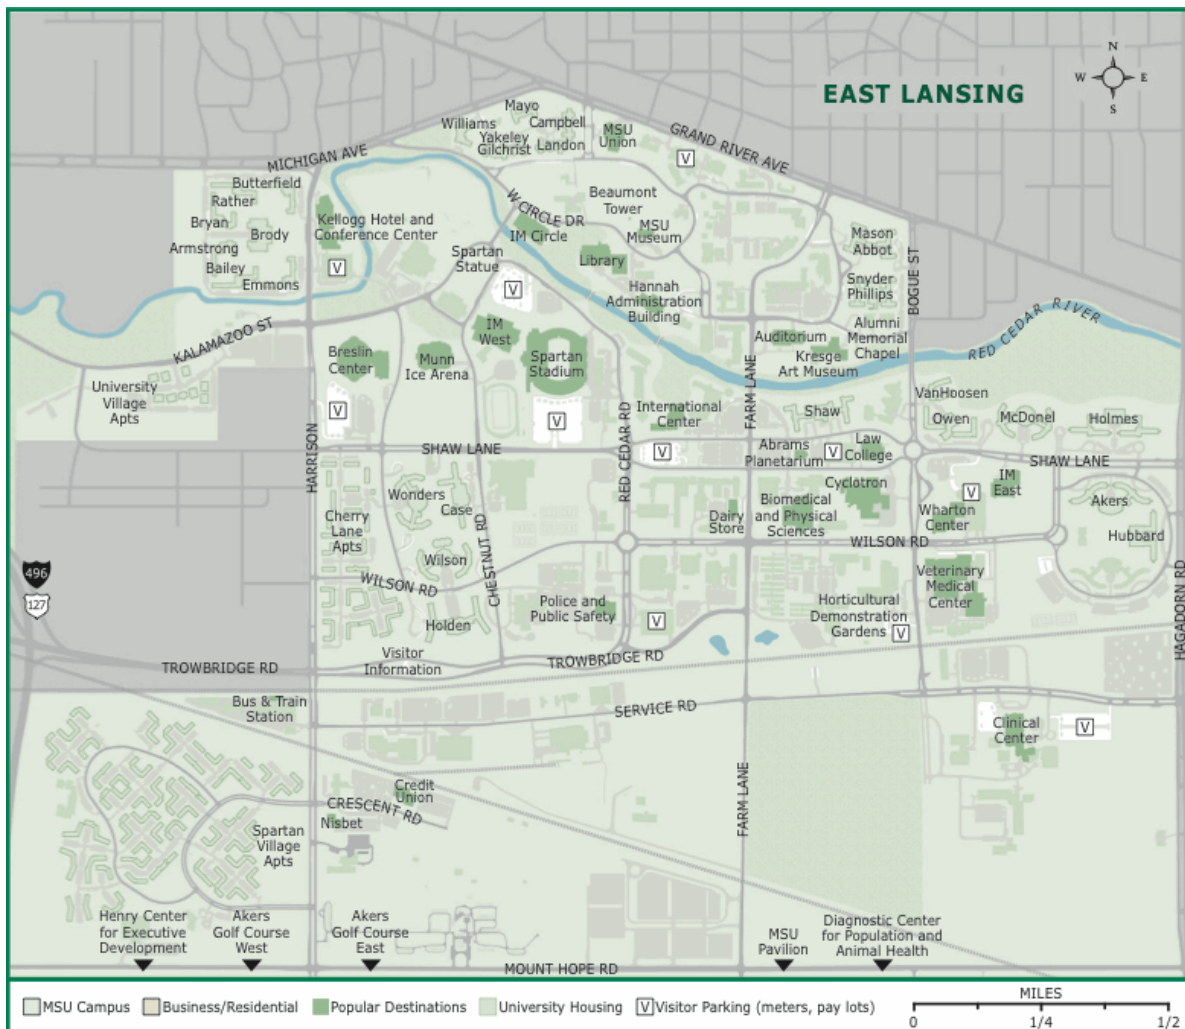 N
W E
S
EAST LANSING
Mayo
Williams
Campbell
Yakeley
Gilchrist
Landon
MSU
Union
GRAND RIVER AVE
V
MICHIGAN AVE
Butterfield
Rather
Bryan
Brody
Armstrong
Bailey
Emmons
Kellogg Hotel and
Conference Center
V
W CIRCLE DR
IM Circle
Beaumont
Tower
MSU
Museum
Library
Spartan
Statue
V
Hannah
Administration
Building
Mason
Abbot
Snyder
Phillips
BOGUE ST
Alumni
Memorial
Chapel
Auditorium
Kresge
Art Museum
RED CEDAR RIVER
KALAMAZOO ST
University
Village
Apts
Breslin
Center
V
Munn
Ice Arena
IM
West
Spartan
Stadium
V
RED CEDAR RD
International
Center
V
FARM LANE
Shaw
Abrams
Planetarium
V
Law
College
VanHoosen
Owen
McDonel
Holmes
SHAW LANE
SHAW LANE
HARRISON
Wonders
Case
Cherry
Lane
Apts
Wilson
WILSON RD
CHESTNUT RD
Holden
Dairy
Store
Biomedical
and Physical
Sciences
Cyclotron
V
IM
East
Wharton
Center
Akers
Hubbard
WILSON RD
Veterinary
Medical
Center
HAGADORN RD
496
127
Police and
Public Safety
V
Horticultural
Demonstration
Gardens
V
TROWBRIDGE RD
Visitor
Information
TROWBRIDGE RD
Bus & Train
Station
SERVICE RD
Clinical
Center
V
Credit
Union
CRESCENT RD
Nisbet
FARM LANE
Spartan
Village
Apts
Henry Center
for Executive
Development
Akers
Golf Course
West
Akers
Golf Course
East
MSU
Pavilion
Diagnostic Center
for Population and
Animal Health
MOUNT HOPE RD
MSU Campus Business/Residential Popular Destinations University Housing V Visitor Parking (meters, pay lots)
MILES
0 1/4 1/2